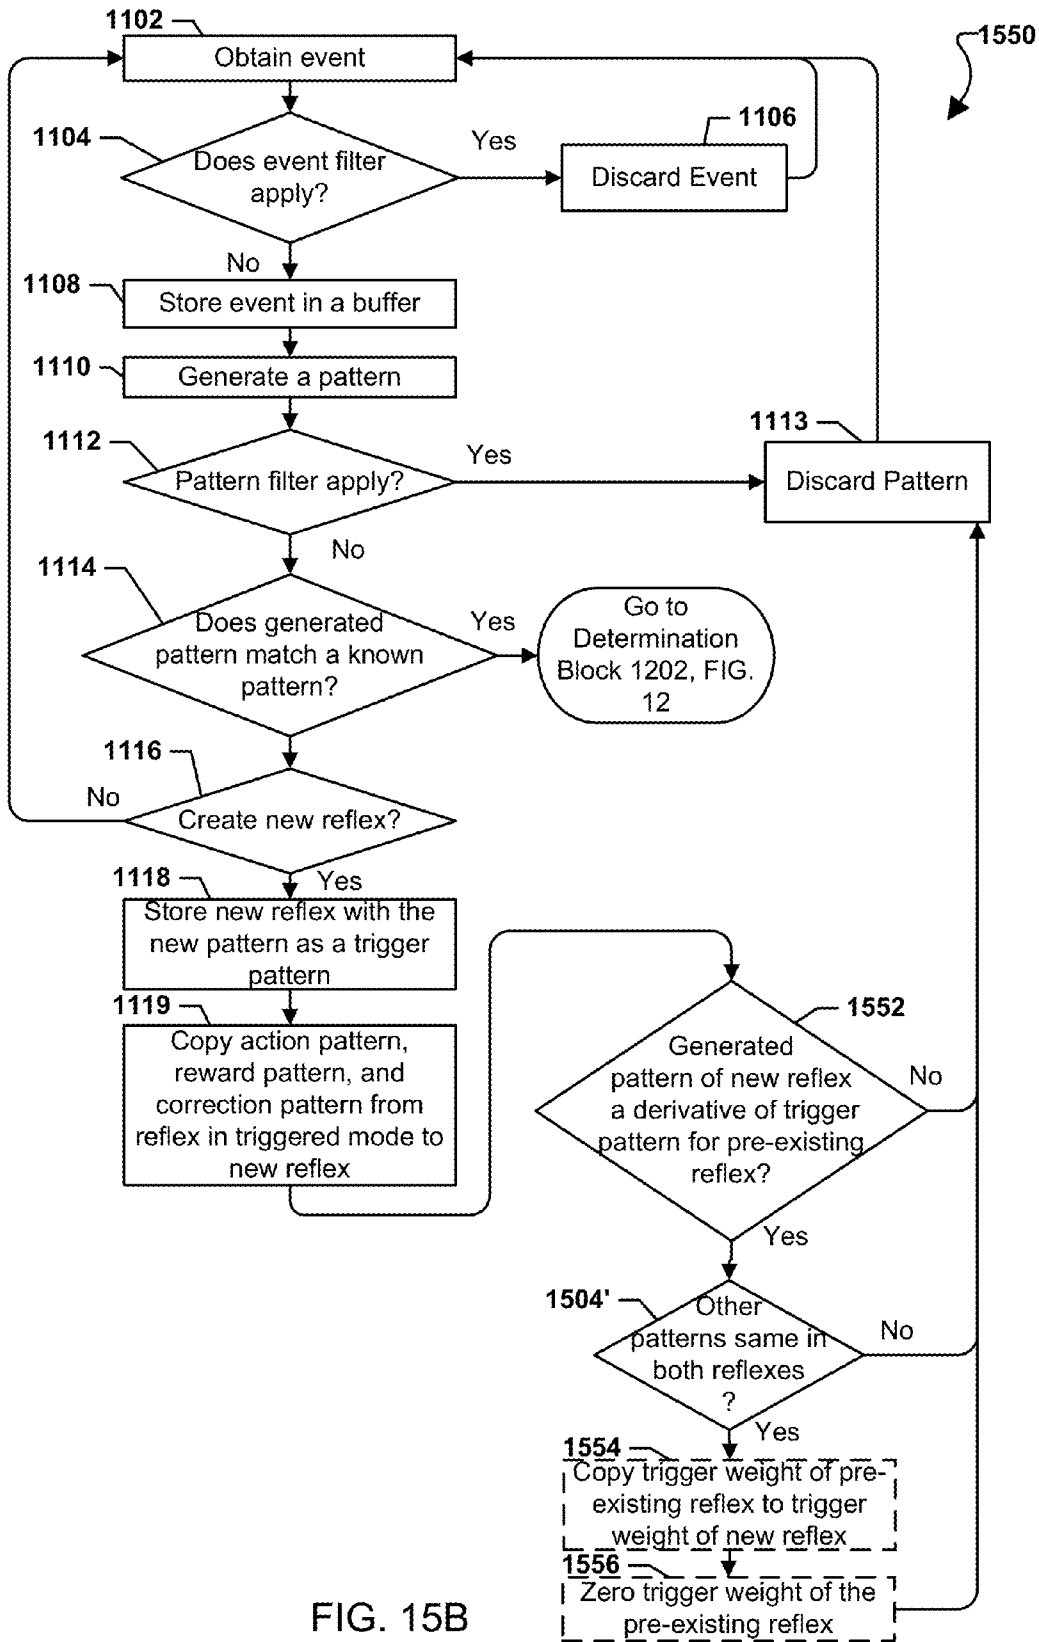 1102
1550
Obtain event
1104
Yes
1106
Does event filter
apply?
Discard Event
No
1108
Store event in a buffer
1110
Generate a pattern
1112
1113
Yes
Pattern filter apply?
Discard Pattern
No
1114
Does generated
pattern match a known
pattern?
Yes
Go to
Determination
Block 1202, FIG.
12
1116
No
Create new reflex?
Yes
1118
Store new reflex with the
new pattern as a trigger
pattern
1119
Copy action pattern,
reward pattern, and
correction pattern from
reflex in triggered mode to
new reflex
1552
Generated
pattern of new reflex
a derivative of trigger
pattern for pre-existing
reflex?
No
Yes
1504'
Other
patterns same in
both reflexes
?
No
Yes
1554
Copy trigger weight of pre-
existing reflex to trigger
weight of new reflex
1556
Zero trigger weight of the
pre-existing reflex
FIG. 15B